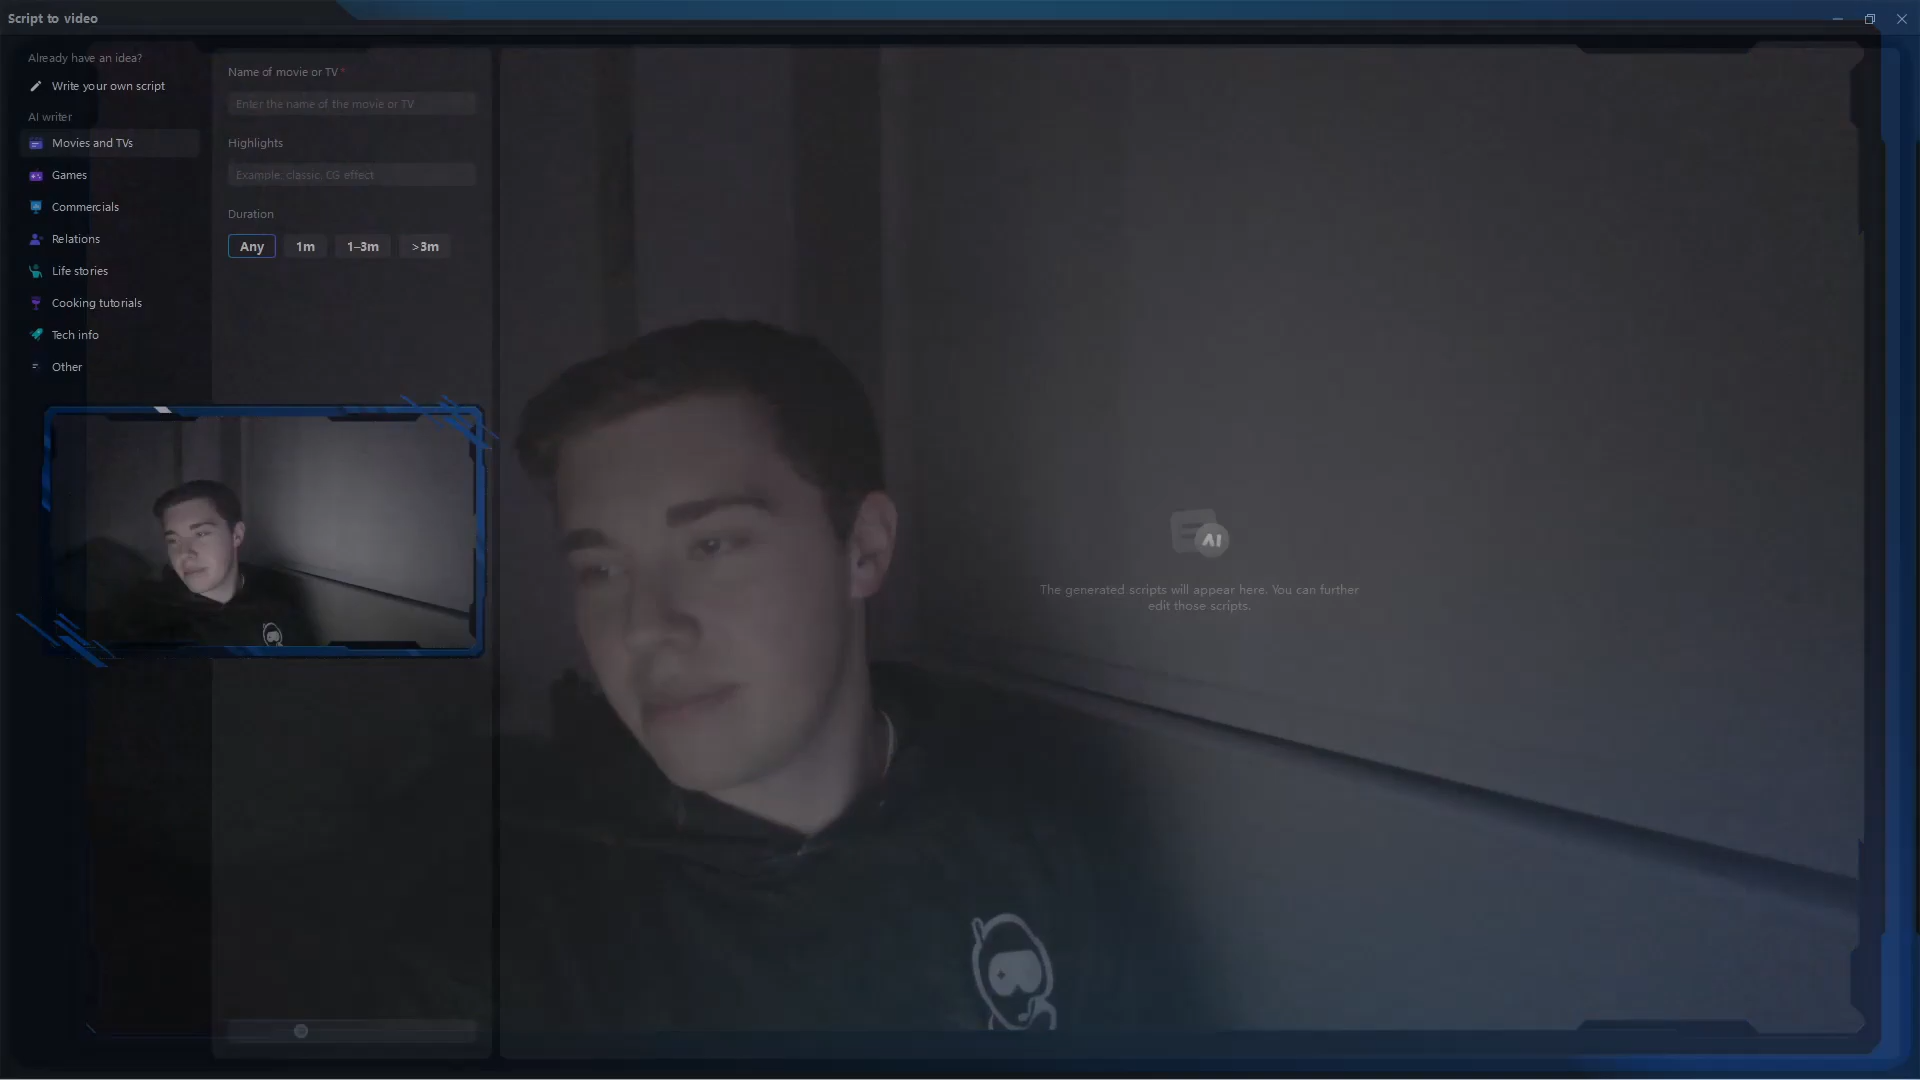 Script to video
Already have an idea?
Write your own script
AI writer
Movies and TVs
Games
Commercials
Relations
Life stories
Cooking tutorials
Tech info
Other
Name of movie or TV *
Enter the name of the movie or TV
Highlights
Example: classic, CG effect
Duration
Any
1m
1–3m
>3m
AI
The generated scripts will appear here. You can further
edit those scripts.